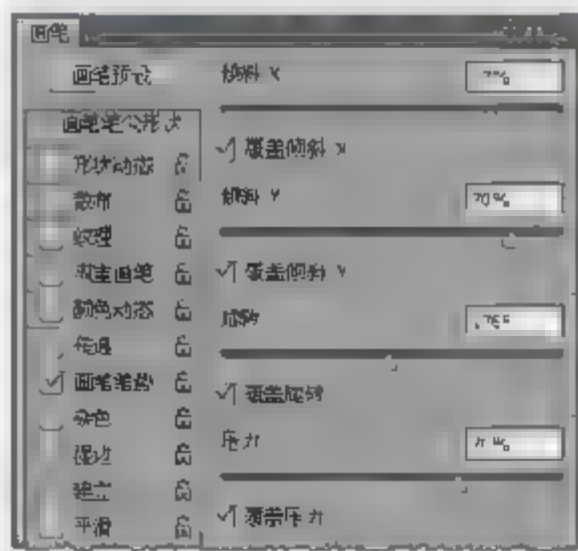 画笔
画笔预设
画笔笔尖形状
形状动态
散布
纹理
双重画笔
颜色动态
传递
画笔笔势
杂色
湿边
建立
平滑
倾斜 X
覆盖倾斜 X
倾斜 Y
70%
覆盖倾斜 Y
旋转
覆盖旋转
压力
覆盖压力